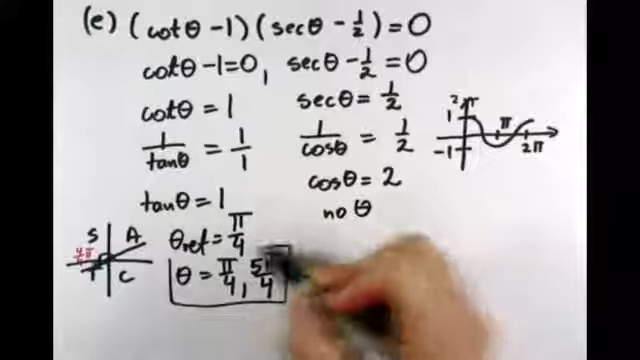 (e) (cotθ - 1)(secθ - 1/2) = 0
cotθ - 1 = 0, secθ - 1/2 = 0
cotθ = 1
1/tanθ = 1/1
tanθ = 1
θref = π/4
θ = π/4, 5π/4
secθ = 1/2
1/cosθ = 1/2
cosθ = 2
no θ
1
-1
π
2π
S A
T C